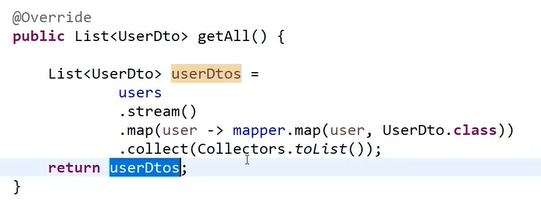 @Override
public List<UserDto> getAll() {
List<UserDto> userDtos =
users
.stream()
.map(user -> mapper.map(user, UserDto.class))
.collect(Collectors.toList());
return userDtos;
}